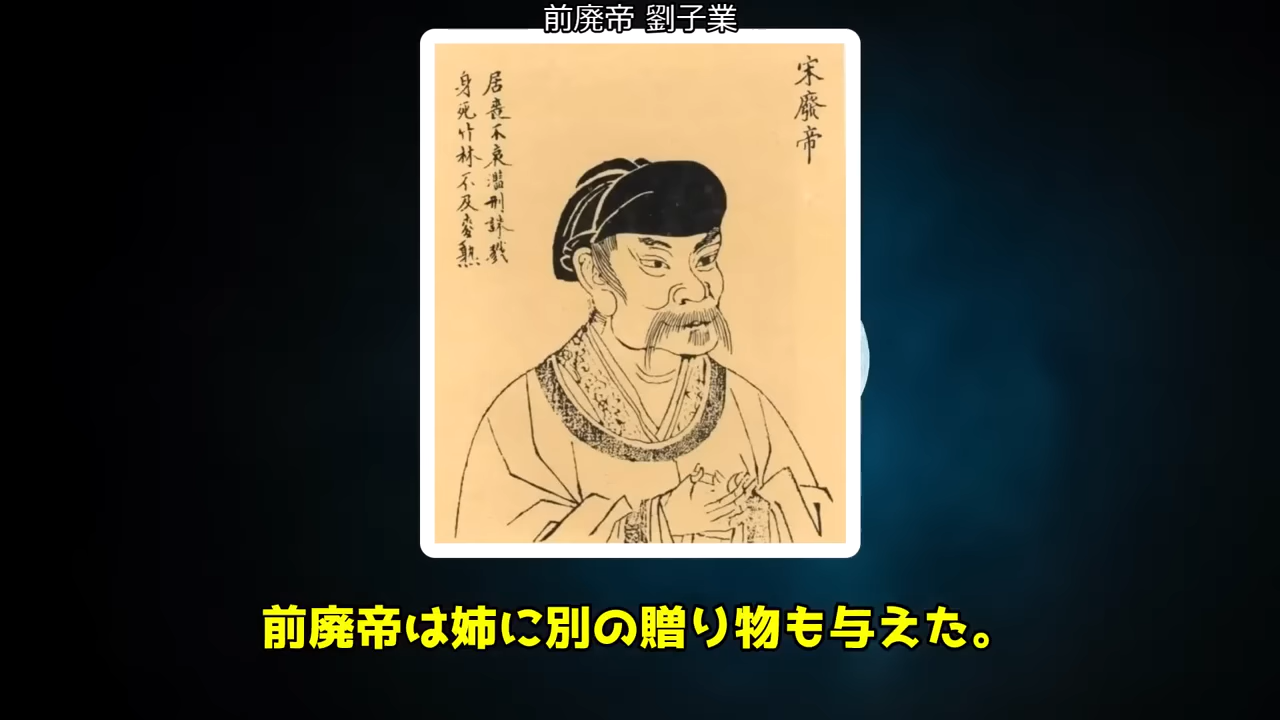 前廃帝 劉子業
宋廢帝
居喪不哀濫刑誅戮
身死竹林不及麥熟
前廃帝は姉に別の贈り物も与えた。